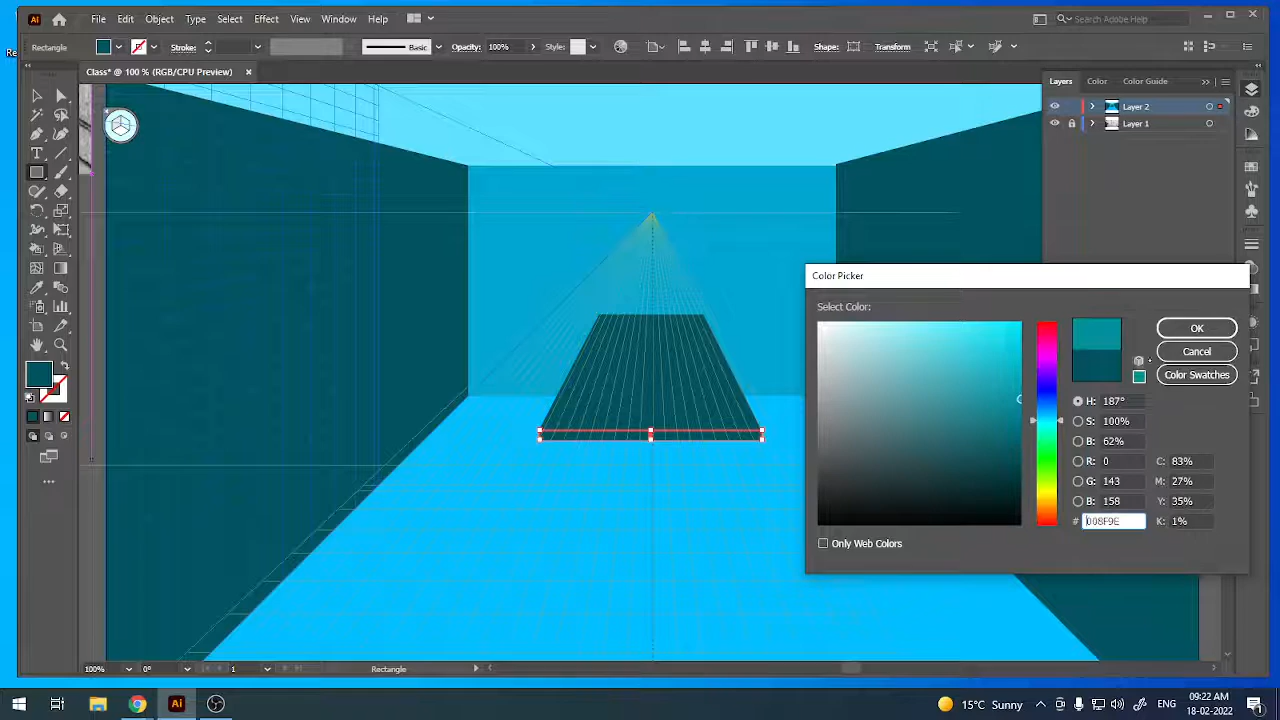 Ai File Edit Object Type Select Effect View Window Help Search Adobe Help
Re
Rectangle Stroke: Basic Opacity: 100% Style: Shape: Transform
Class* @ 100 % (RGB/CPU Preview)
Layers Color Color Guide
Layer 2
Layer 1
Color Picker
Select Color:
OK
Cancel
Color Swatches
H: 187°
S: 100%
B: 62%
R: 0 C: 83%
G: 143 M: 27%
B: 158 Y: 35%
# 008F9E K: 1%
Only Web Colors
100% 0° 1 Rectangle
Ai 15°C Sunny ENG 09:22 AM
18-02-2022
1